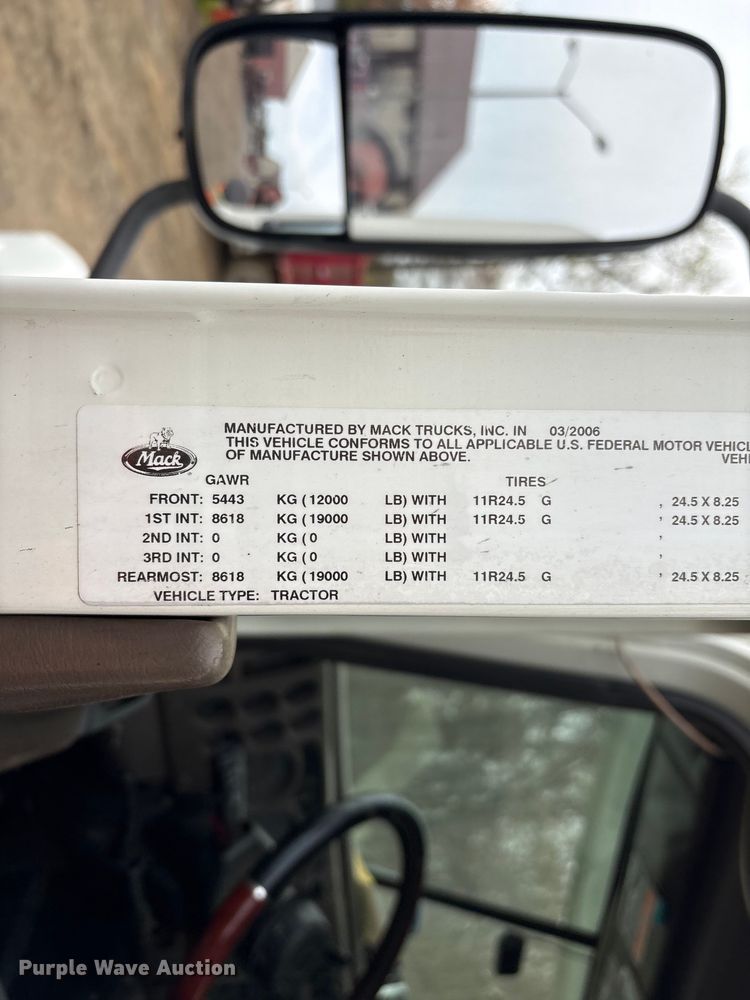 MANUFACTURED BY MACK TRUCKS, INC. IN 03/2006
THIS VEHICLE CONFORMS TO ALL APPLICABLE U.S. FEDERAL MOTOR VEHICL
OF MANUFACTURE SHOWN ABOVE. VEHI
Mack
GAWR TIRES
FRONT: 5443 KG ( 12000 LB) WITH 11R24.5 G , 24.5 X 8.25
1ST INT: 8618 KG ( 19000 LB) WITH 11R24.5 G , 24.5 X 8.25
2ND INT: 0 KG ( 0 LB) WITH ,
3RD INT: 0 KG ( 0 LB) WITH ,
REARMOST: 8618 KG ( 19000 LB) WITH 11R24.5 G , 24.5 X 8.25
VEHICLE TYPE: TRACTOR
Purple Wave Auction